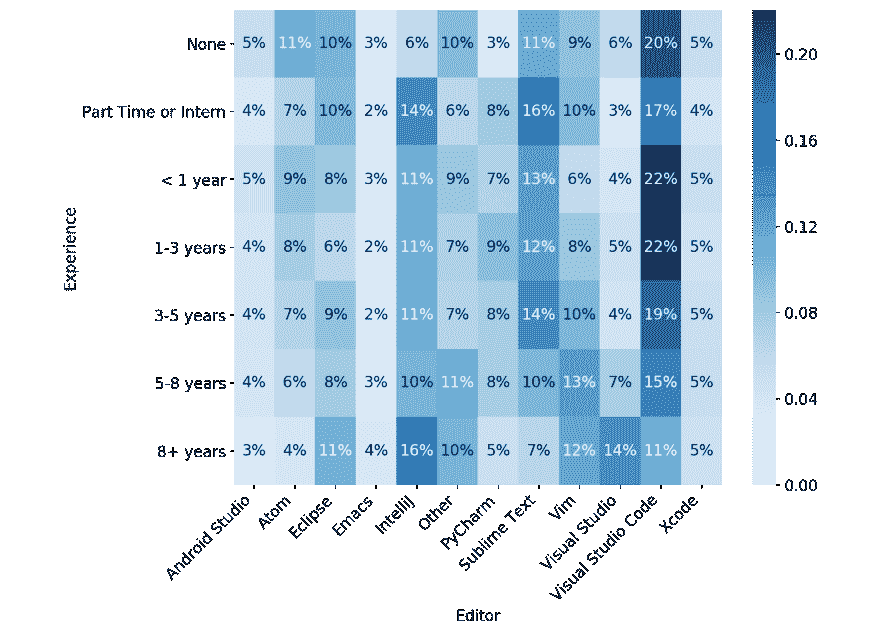 None 5% 11% 10% 3% 6% 10% 3% 11% 9% 6% 20% 5%
Part Time or Intern 4% 7% 10% 2% 14% 6% 8% 16% 10% 3% 17% 4%
< 1 year 5% 9% 8% 3% 11% 9% 7% 13% 6% 4% 22% 5%
1-3 years 4% 8% 6% 2% 11% 7% 9% 12% 8% 5% 22% 5%
3-5 years 4% 7% 9% 2% 11% 7% 8% 14% 10% 4% 19% 5%
5-8 years 4% 6% 8% 3% 10% 11% 8% 10% 13% 7% 15% 5%
8+ years 3% 4% 11% 4% 16% 10% 5% 7% 12% 14% 11% 5%
Experience
Android Studio
Atom
Eclipse
Emacs
IntelliJ
Other
PyCharm
Sublime Text
Vim
Visual Studio
Visual Studio Code
Xcode
Editor
0.20
0.16
0.12
0.08
0.04
0.00